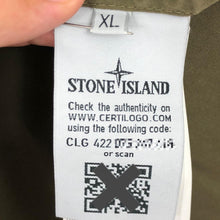 XL
STONE ISLAND
Check the authenticity on
WWW.CERTILOGO.COM
using the following code:
CLG 422
or scan